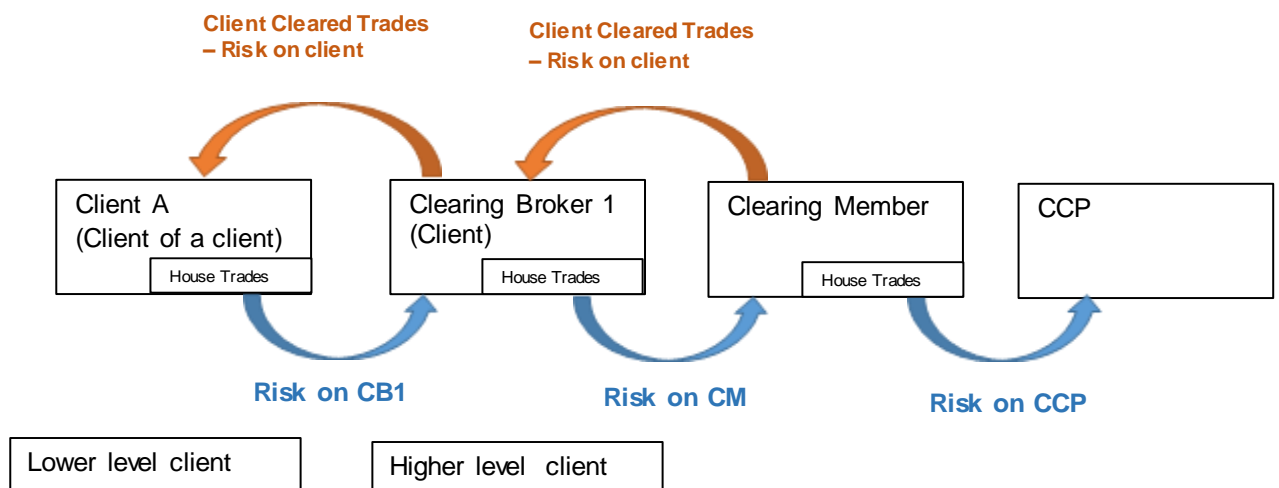 Client Cleared Trades
– Risk on client
Client Cleared Trades
– Risk on client
Client A
(Client of a client)
House Trades
Clearing Broker 1
(Client)
House Trades
Clearing Member
House Trades
CCP
Risk on CB1
Risk on CM
Risk on CCP
Lower level client
Higher level client